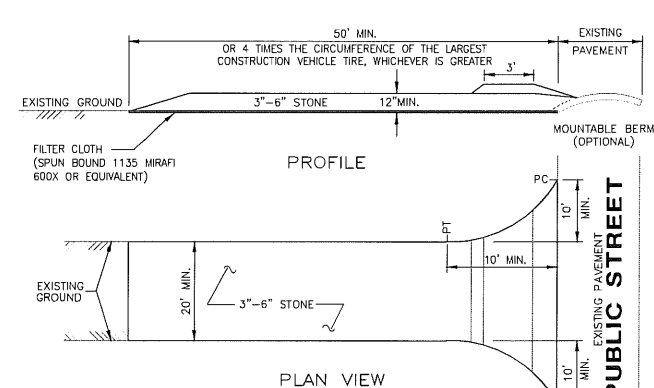 50' MIN.
OR 4 TIMES THE CIRCUMFERENCE OF THE LARGEST
CONSTRUCTION VEHICLE TIRE, WHICHEVER IS GREATER
EXISTING
PAVEMENT
3'
EXISTING GROUND
3"-6" STONE
12"MIN.
FILTER CLOTH
(SPUN BOUND 1135 MIRAFI
600X OR EQUIVALENT)
MOUNTABLE BERM
(OPTIONAL)
PROFILE
PC
PT
10' MIN.
10' MIN.
EXISTING
GROUND
20' MIN.
3"-6" STONE
EXISTING PAVEMENT
PUBLIC STREET
10' MIN.
PLAN VIEW